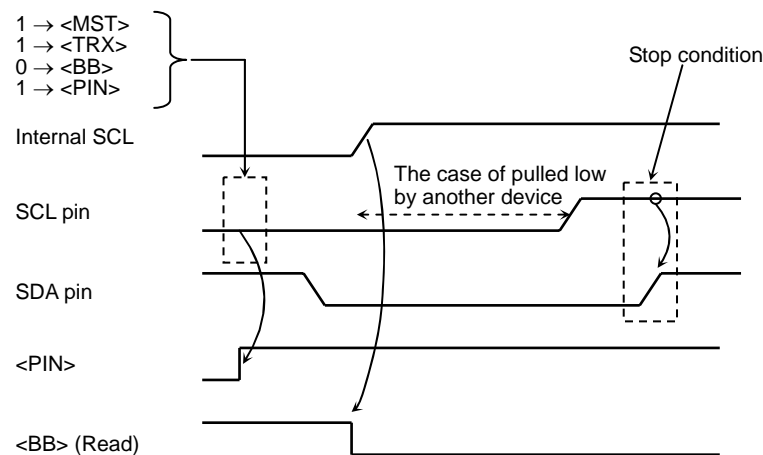 1 → <MST>
1 → <TRX>
0 → <BB>
1 → <PIN>
Stop condition
Internal SCL
The case of pulled low
by another device
SCL pin
SDA pin
<PIN>
<BB> (Read)